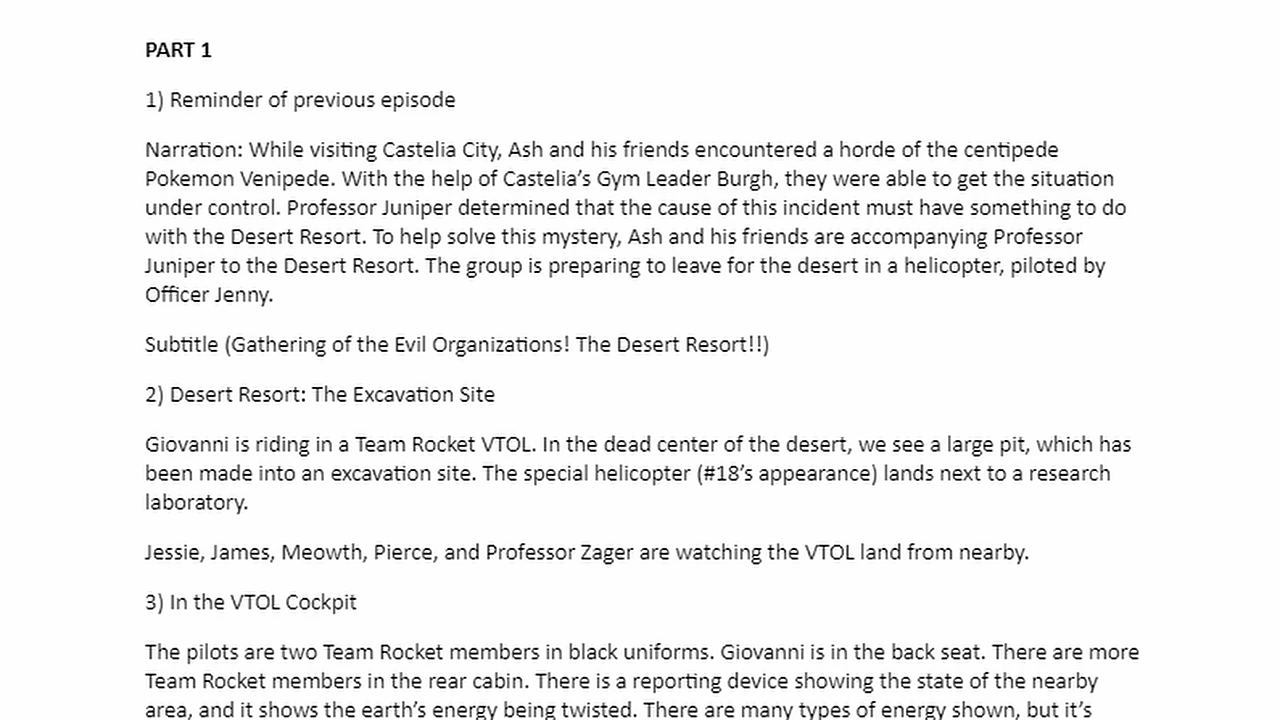 PART 1
1) Reminder of previous episode
Narration: While visiting Castelia City, Ash and his friends encountered a horde of the centipede
Pokemon Venipede. With the help of Castelia’s Gym Leader Burgh, they were able to get the situation
under control. Professor Juniper determined that the cause of this incident must have something to do
with the Desert Resort. To help solve this mystery, Ash and his friends are accompanying Professor
Juniper to the Desert Resort. The group is preparing to leave for the desert in a helicopter, piloted by
Officer Jenny.
Subtitle (Gathering of the Evil Organizations! The Desert Resort!!)
2) Desert Resort: The Excavation Site
Giovanni is riding in a Team Rocket VTOL. In the dead center of the desert, we see a large pit, which has
been made into an excavation site. The special helicopter (#18’s appearance) lands next to a research
laboratory.
Jessie, James, Meowth, Pierce, and Professor Zager are watching the VTOL land from nearby.
3) In the VTOL Cockpit
The pilots are two Team Rocket members in black uniforms. Giovanni is in the back seat. There are more
Team Rocket members in the rear cabin. There is a reporting device showing the state of the nearby
area, and it shows the earth’s energy being twisted. There are many types of energy shown, but it’s